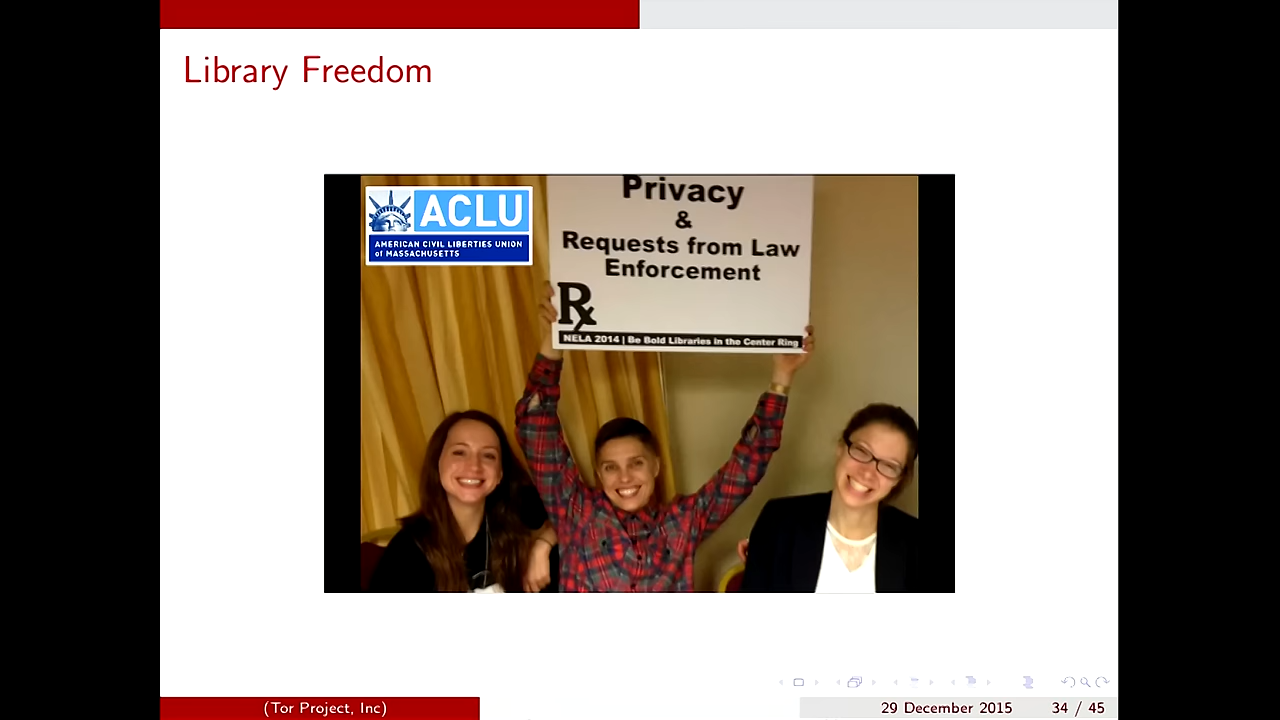 Library Freedom
Privacy
&
Requests from Law
Enforcement
ACLU
AMERICAN CIVIL LIBERTIES UNION
of MASSACHUSETTS
℞
NELA 2014 | Be Bold Libraries in the Center Ring
(Tor Project, Inc)
29 December 2015
34 / 45